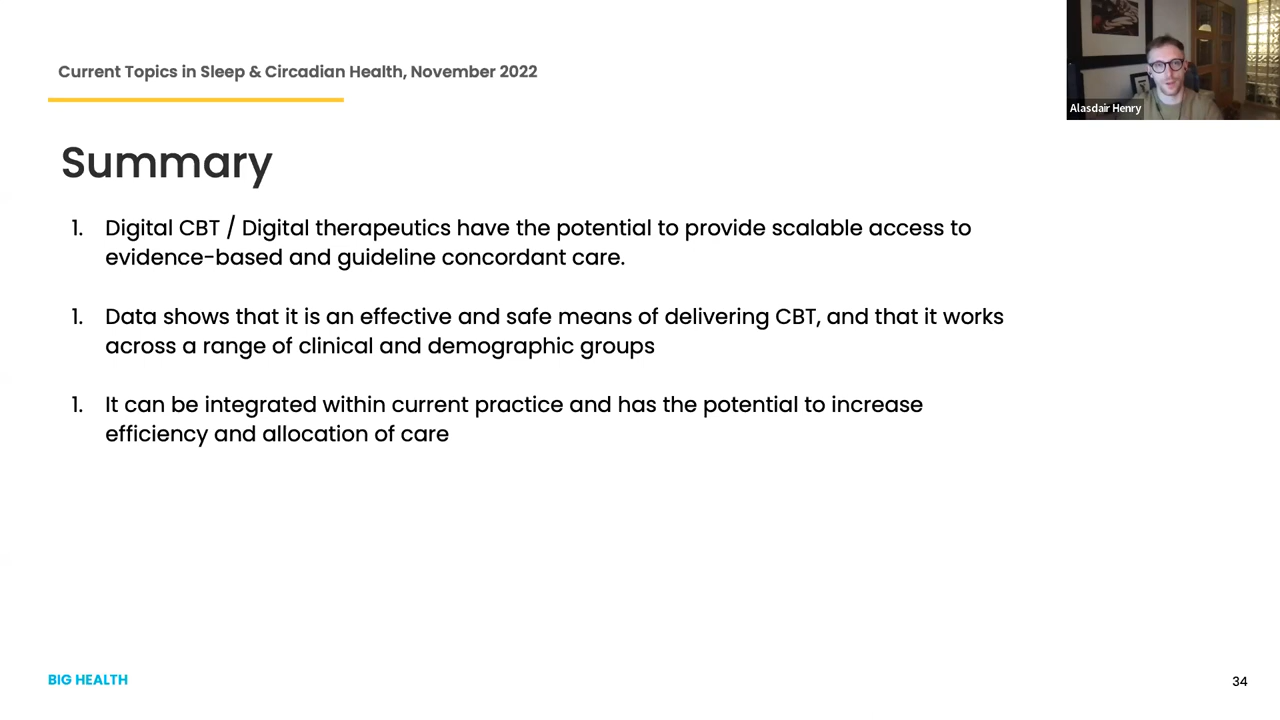 Current Topics in Sleep & Circadian Health, November 2022
Alasdair Henry
Summary
1. Digital CBT / Digital therapeutics have the potential to provide scalable access to
evidence-based and guideline concordant care.
1. Data shows that it is an effective and safe means of delivering CBT, and that it works
across a range of clinical and demographic groups
1. It can be integrated within current practice and has the potential to increase
efficiency and allocation of care
BIG HEALTH
34